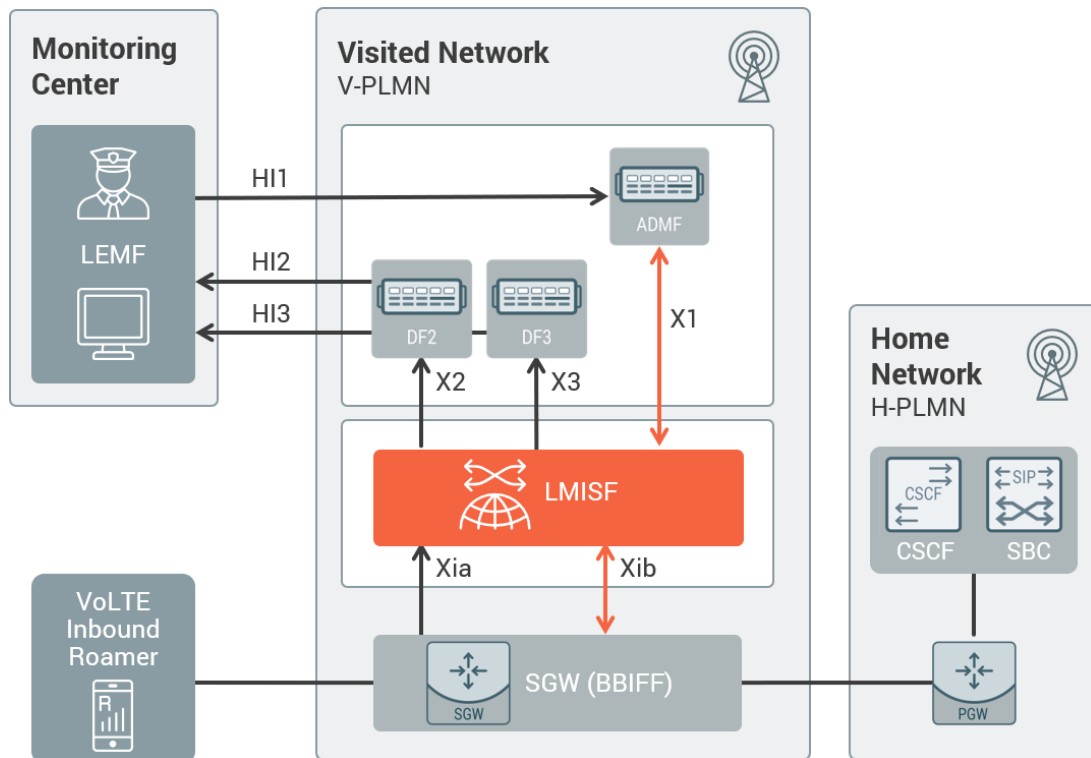 Monitoring
Center
LEMF
HI1
HI2
HI3
Visited Network
V-PLMN
ADMF
DF2
DF3
X1
X2
X3
LMISF
Xia
Xib
SGW (BBIFF)
SGW
VoLTE
Inbound
Roamer
R
Home
Network
H-PLMN
CSCF
SIP
CSCF
SBC
PGW